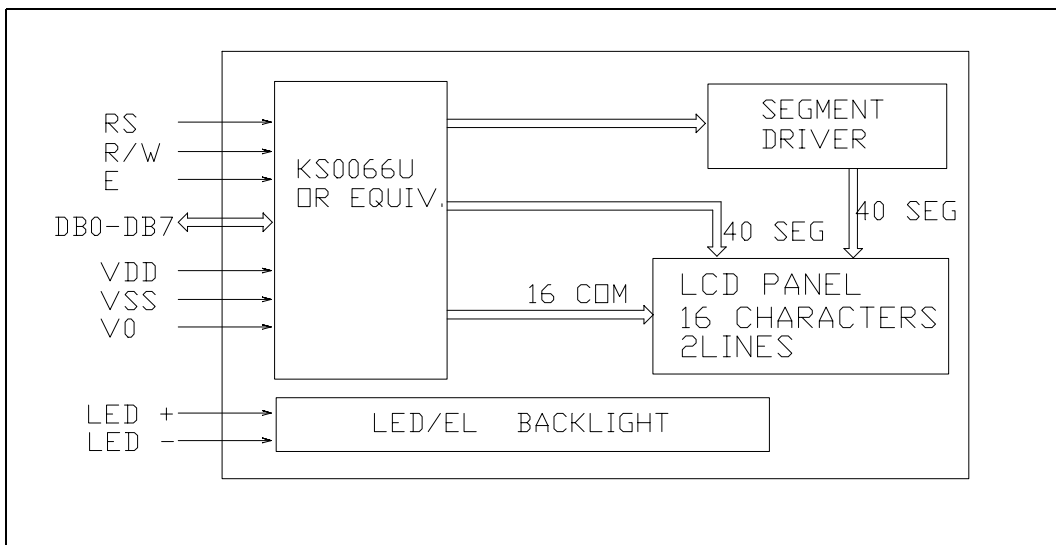 RS
R/W
E
DB0-DB7
VDD
VSS
V0
LED +
LED -
KS0066U
OR EQUIV.
SEGMENT
DRIVER
40 SEG
40 SEG
16 COM
LCD PANEL
16 CHARACTERS
2LINES
LED/EL BACKLIGHT